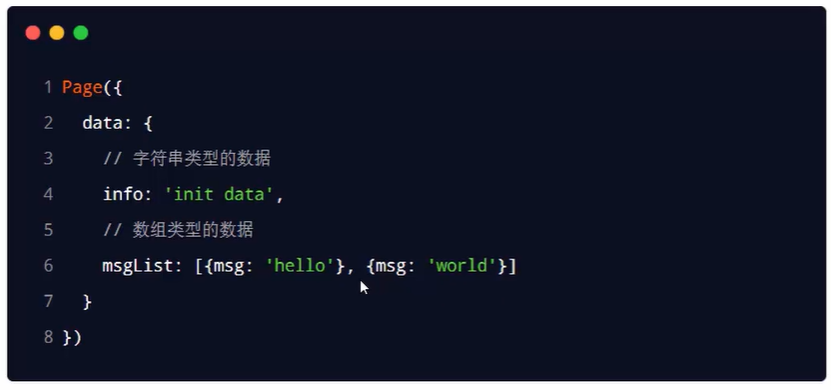 1 Page({
2   data: {
3     // 字符串类型的数据
4     info: 'init data',
5     // 数组类型的数据
6     msgList: [{msg: 'hello'}, {msg: 'world'}]
7   }
8 })